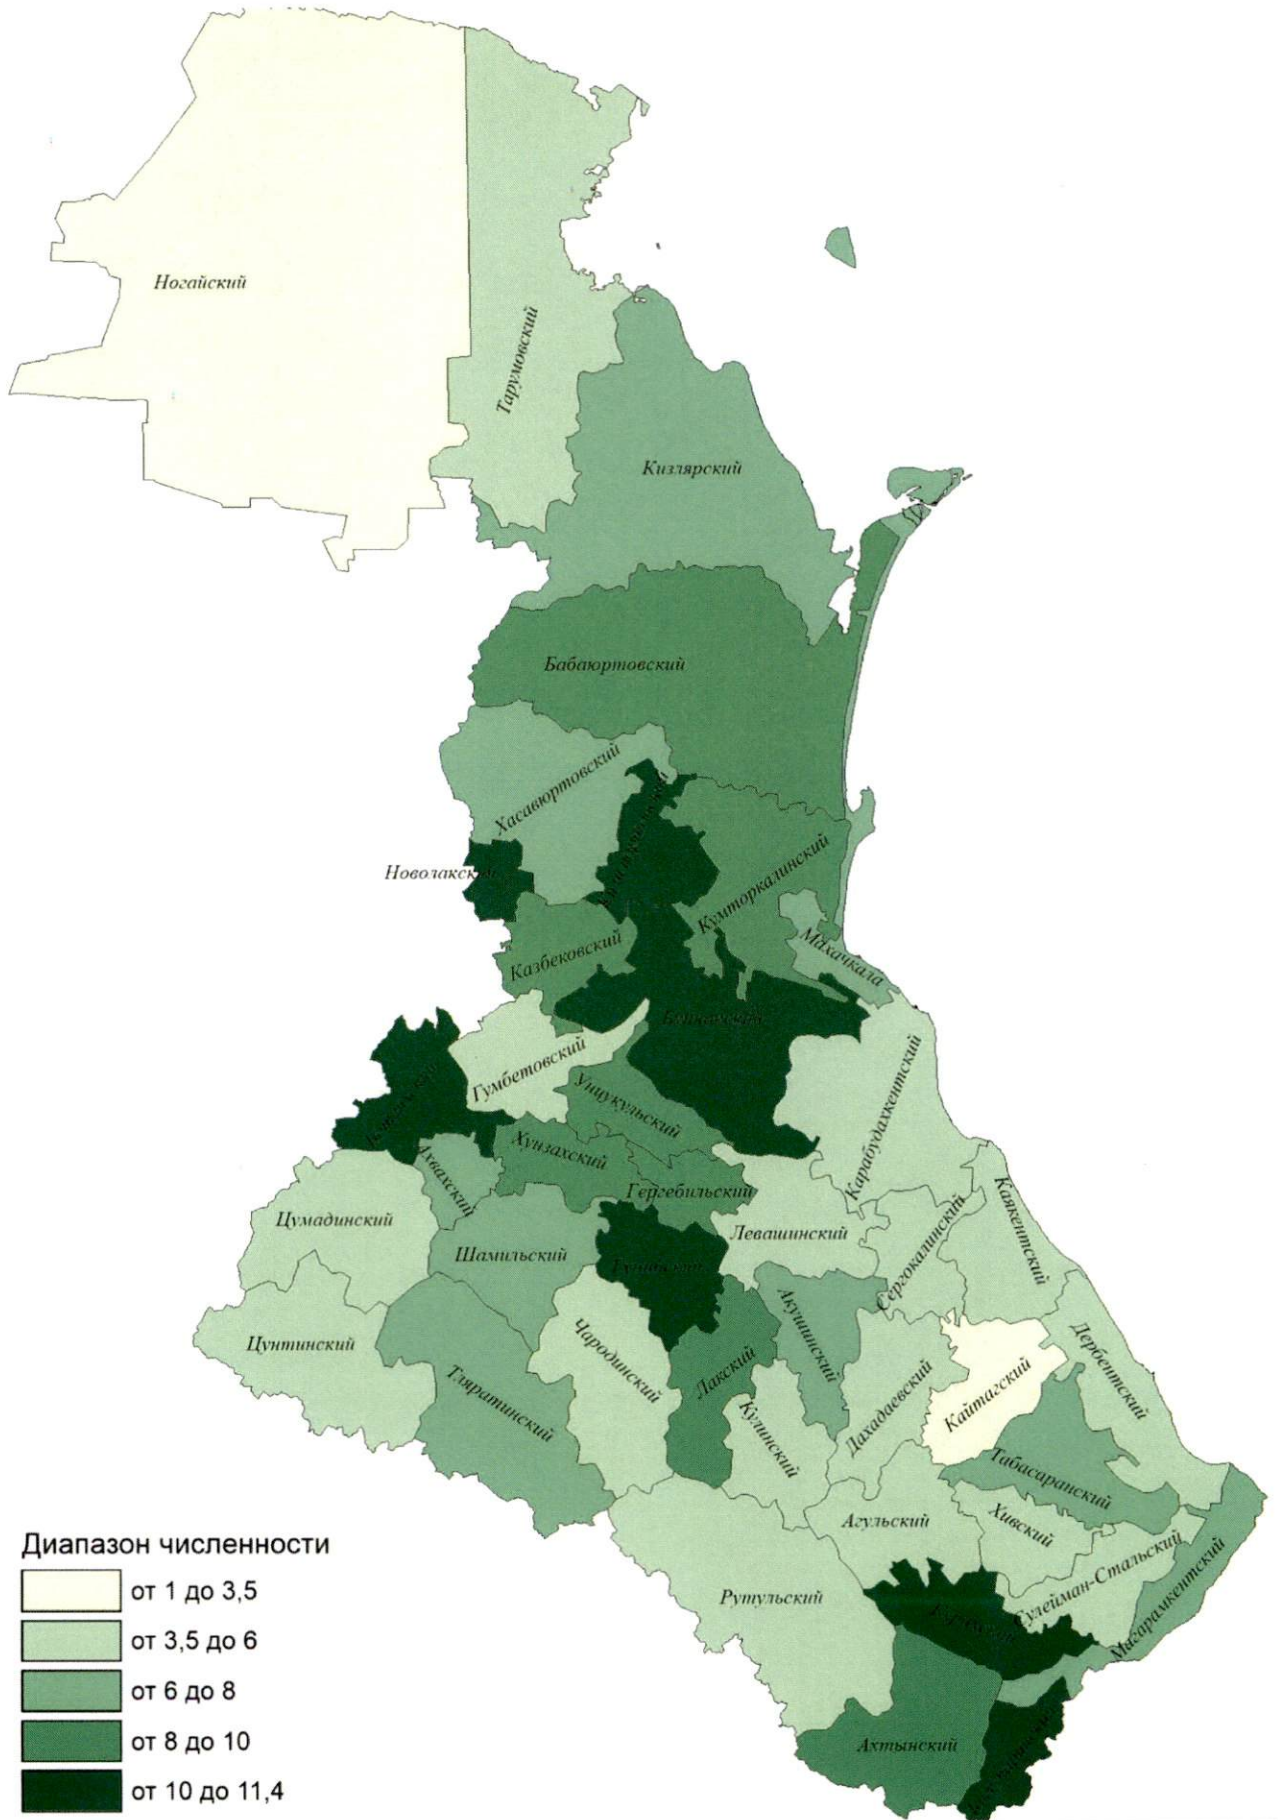 Ногайский
Тарумовский
Кизлярский
Бабаюртовский
Хасавюртовский
Новолакский
Кумторкалинский
Махачкала
Казбековский
Гумбетовский
Унцукульский
Карабудахкентский
Хунзахский
Ахвахский
Гергебильский
Каякентский
Цумадинский
Левашинский
Сергокалинский
Шамильский
Цунтинский
Чародинский
Акушинский
Дербентский
Лакский
Тляратинский
Кулинский
Дахадаевский
Кайтагский
Табасаранский
Агульский
Хивский
Сулейман-Стальский
Магарамкентский
Рутульский
Ахтынский
Диапазон численности
от 1 до 3,5
от 3,5 до 6
от 6 до 8
от 8 до 10
от 10 до 11,4